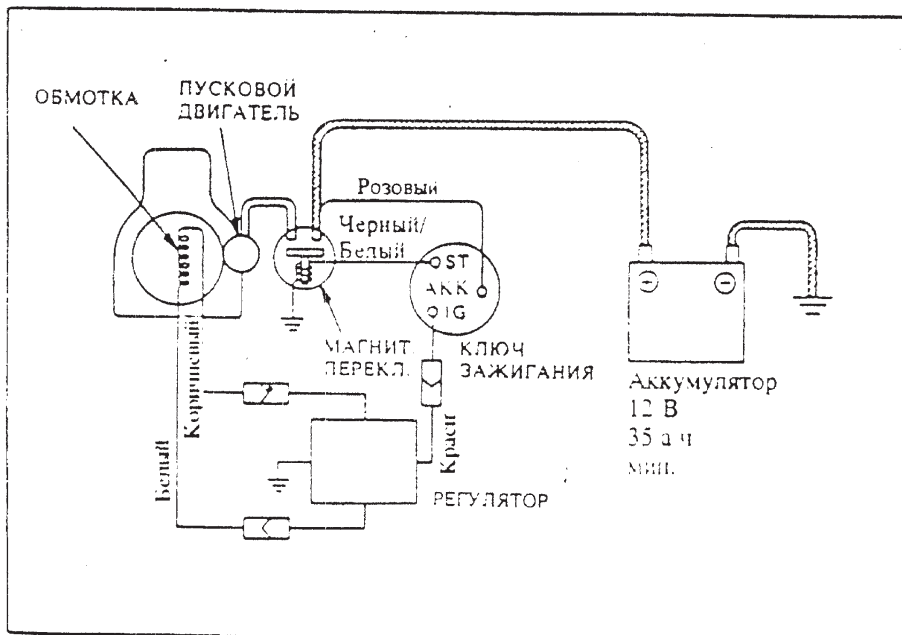 ОБМОТКА
ПУСКОВОЙ
ДВИГАТЕЛЬ
Розовый
Черный/
Белый
ST
АКК
IG
МАГНИТ.
ПЕРЕКЛ.
КЛЮЧ
ЗАЖИГАНИЯ
Коричневый
Белый
Красн
РЕГУЛЯТОР
Аккумулятор
12 В
35 а ч
мин.